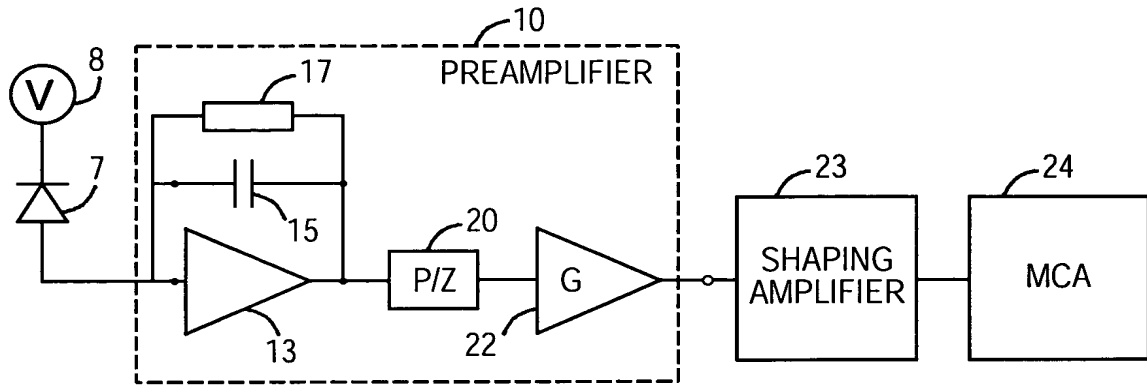 10
8
V
17
PREAMPLIFIER
7
15
23
24
20
SHAPING
AMPLIFIER
MCA
P/Z
G
13
22